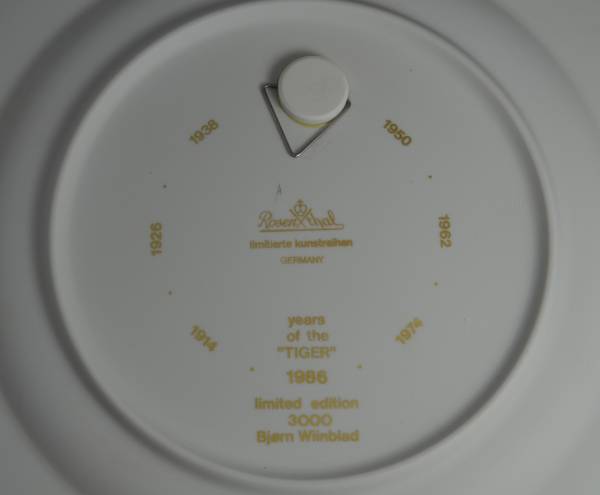 1938
1950
1926
1962
Rosenthal
limitierte kunstreihen
GERMANY
1914
1974
years
of the
"TIGER"
1986
limited edition
3000
Bjørn Wiinblad